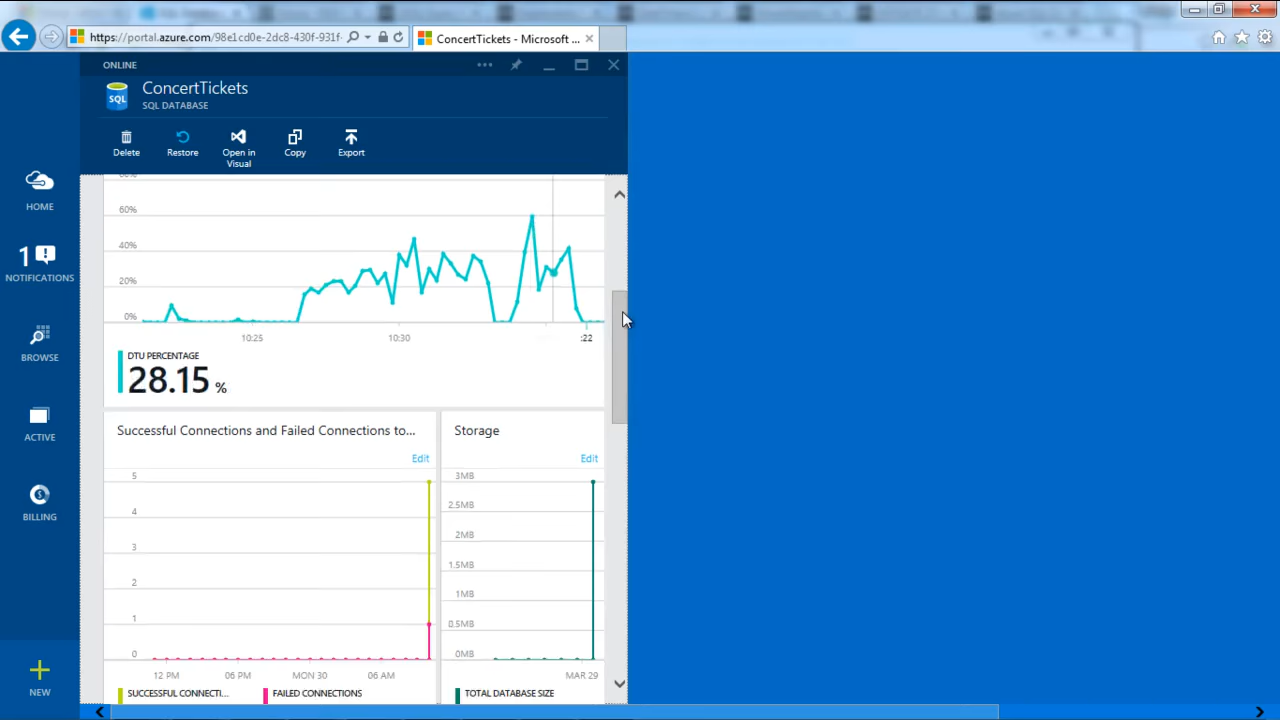 https://portal.azure.com/98e1cd0e-2dc8-430f-931f-
ConcertTickets - Microsoft ...
ONLINE
ConcertTickets
SQL
SQL DATABASE
Delete
Restore
Open in Visual
Copy
Export
HOME
1
NOTIFICATIONS
BROWSE
ACTIVE
BILLING
NEW
60%
40%
20%
0%
10:25
10:30
:22
DTU PERCENTAGE
28.15 %
Successful Connections and Failed Connections to...
Edit
5
4
3
2
1
0
12 PM
06 PM
MON 30
06 AM
SUCCESSFUL CONNECTI...
FAILED CONNECTIONS
Storage
Edit
3MB
2.5MB
2MB
1.5MB
1MB
0.5MB
0MB
MAR 29
TOTAL DATABASE SIZE